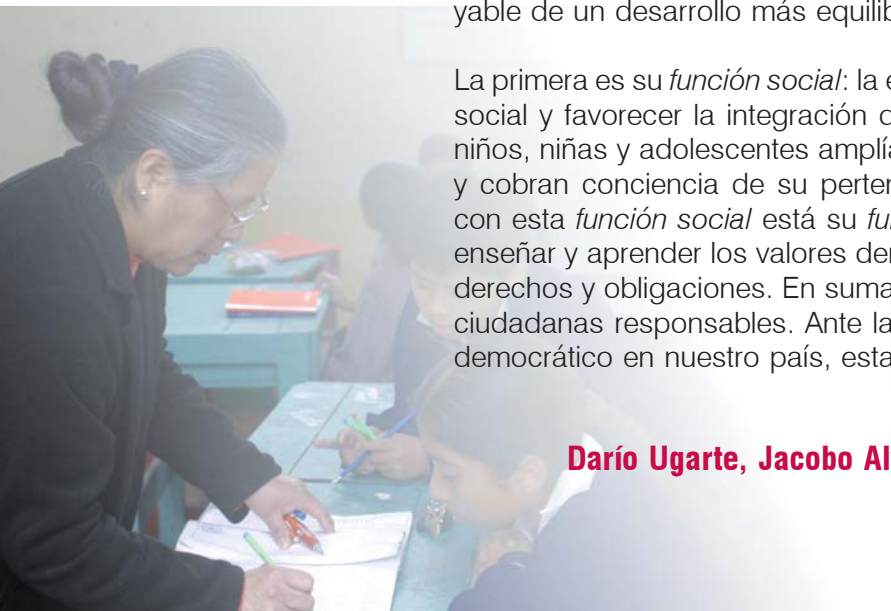 yable de un desarrollo más equilib
La primera es su función social: la e
social y favorecer la integración d
niños, niñas y adolescentes amplía
y cobran conciencia de su perten
con esta función social está su fun
enseñar y aprender los valores der
derechos y obligaciones. En suma
ciudadanas responsables. Ante la
democrático en nuestro país, esta
Darío Ugarte, Jacobo Al